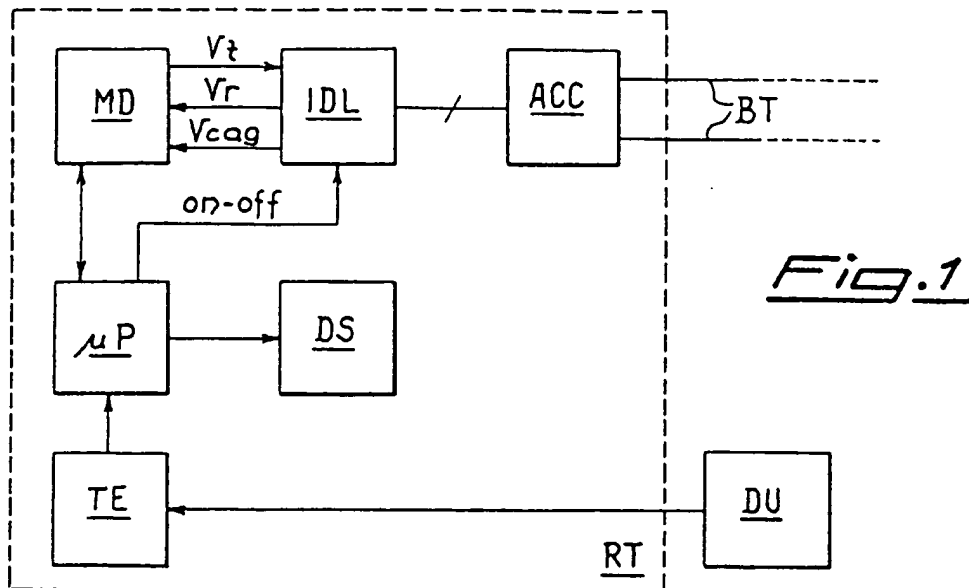 Vt
MD
Vr
IDL
ACC
BT
Vcag
on-off
Fig.1
μP
DS
TE
DU
RT